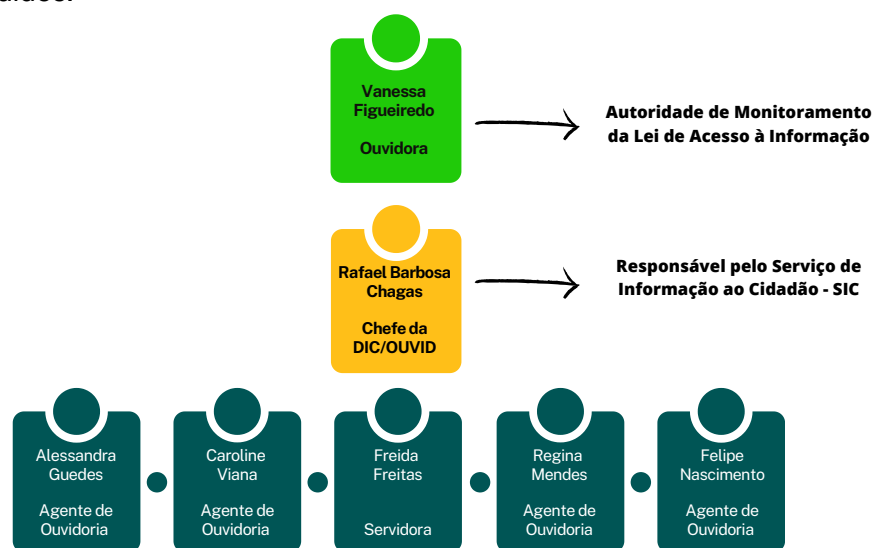 Vanessa
Figueiredo
Ouvidora
Autoridade de Monitoramento
da Lei de Acesso à Informação
Rafael Barbosa
Chagas
Chefe da
DIC/OUVID
Responsável pelo Serviço de
Informação ao Cidadão - SIC
Alessandra
Guedes
Agente de
Ouvidoria
Caroline
Viana
Agente de
Ouvidoria
Freida
Freitas
Servidora
Regina
Mendes
Agente de
Ouvidoria
Felipe
Nascimento
Agente de
Ouvidoria